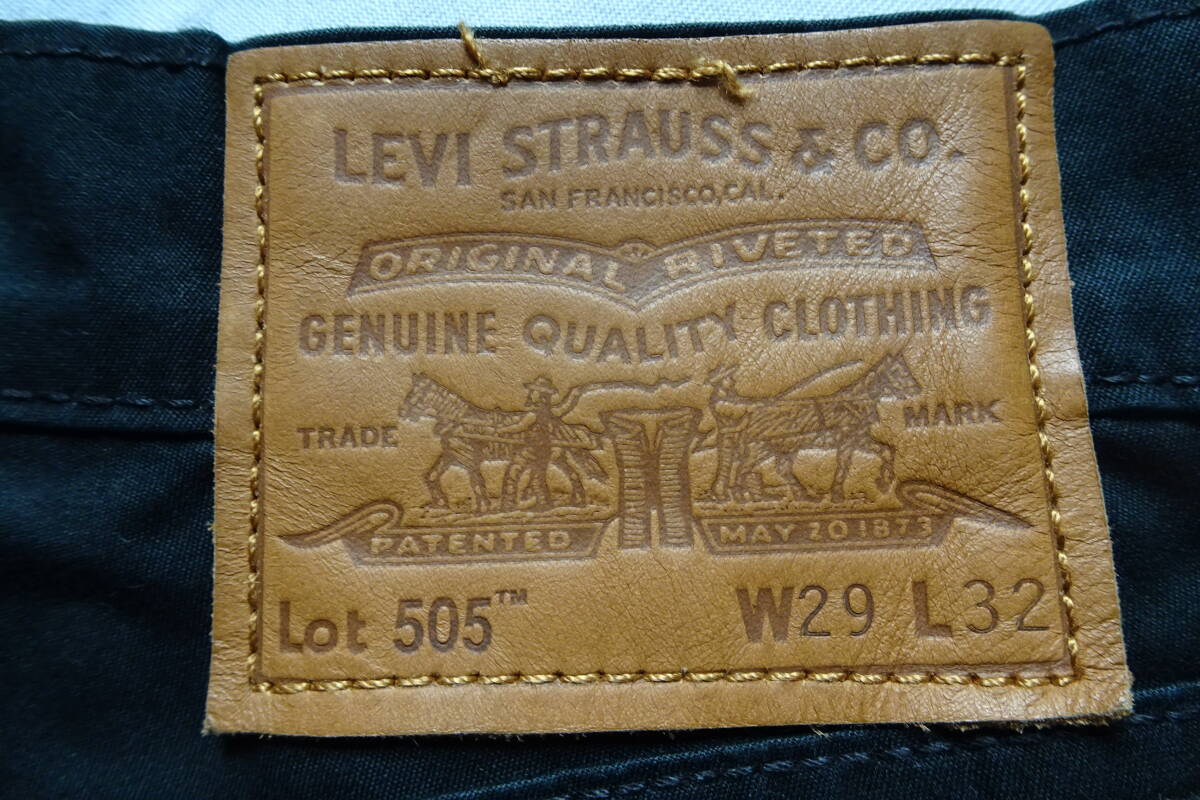 LEVI STRAUSS & CO.
SAN FRANCISCO, CAL.
ORIGINAL RIVETED
GENUINE QUALITY CLOTHING
TRADE MARK
PATENTED MAY 20 1873
Lot 505™ W29 L32